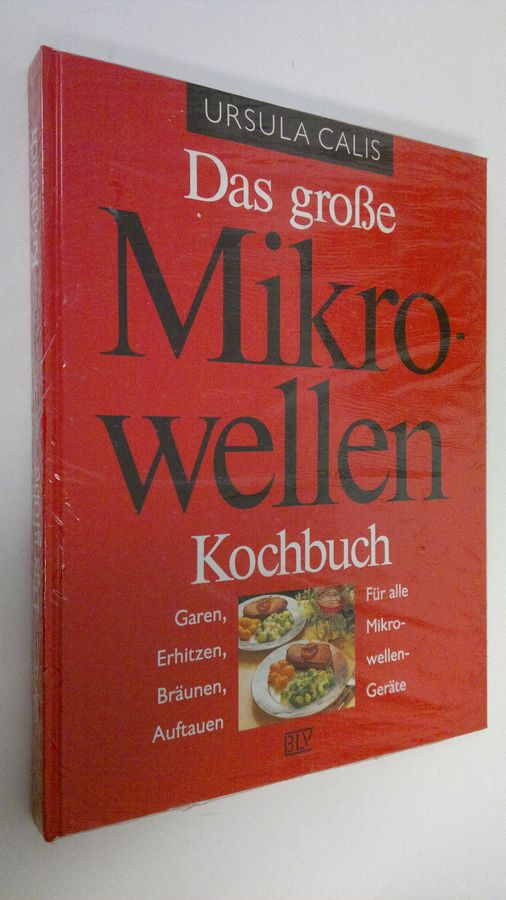 URSULA CALIS
Das große
Mikro-
wellen
Kochbuch
Garen,
Erhitzen,
Bräunen,
Auftauen
Für alle
Mikro-
wellen-
Geräte
BLV